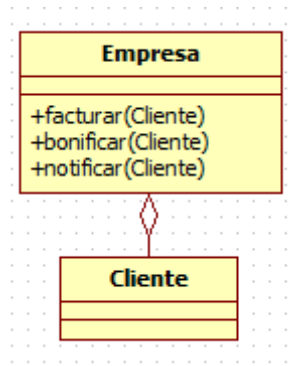 Empresa
+facturar(Cliente)
+bonificar(Cliente)
+notificar(Cliente)
Cliente